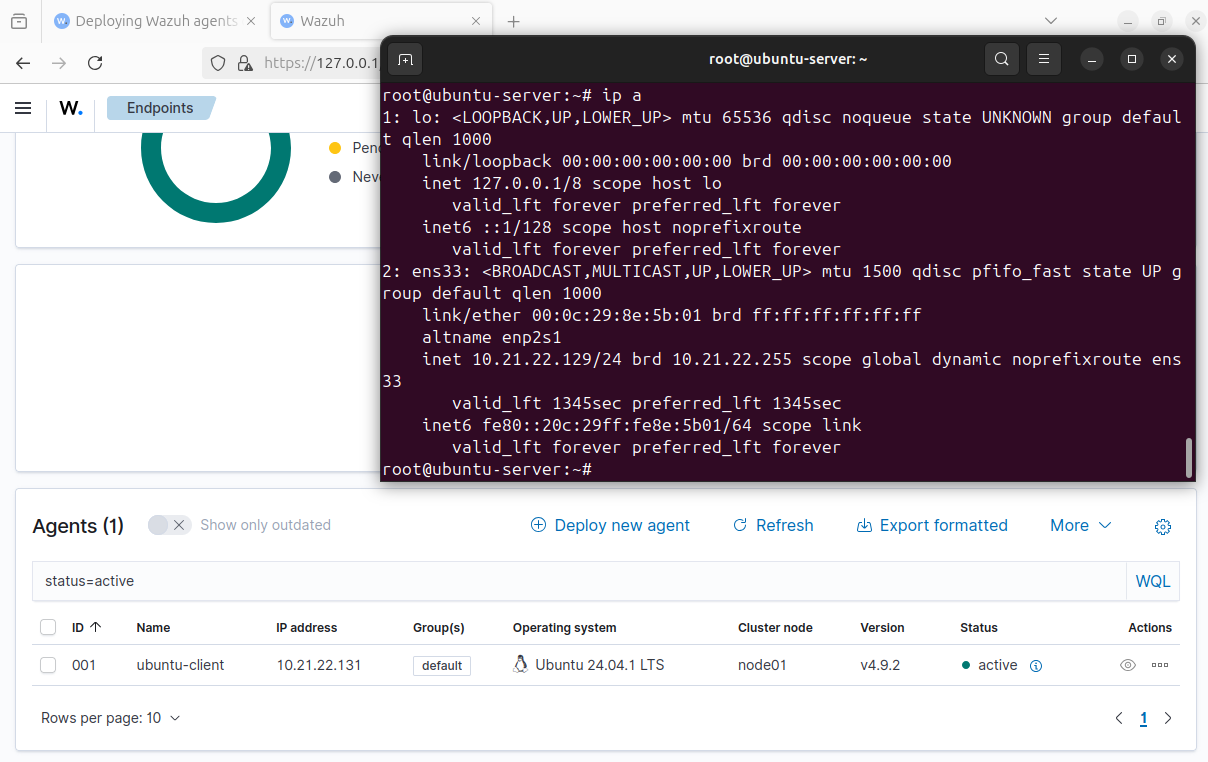 Deploying Wazuh agents
Wazuh
https://127.0.0.1
W.
Endpoints
root@ubuntu-server: ~
root@ubuntu-server:~# ip a
1: lo: <LOOPBACK,UP,LOWER_UP> mtu 65536 qdisc noqueue state UNKNOWN group defaul
t qlen 1000
link/loopback 00:00:00:00:00:00 brd 00:00:00:00:00:00
inet 127.0.0.1/8 scope host lo
valid_lft forever preferred_lft forever
inet6 ::1/128 scope host noprefixroute
valid_lft forever preferred_lft forever
2: ens33: <BROADCAST,MULTICAST,UP,LOWER_UP> mtu 1500 qdisc pfifo_fast state UP g
roup default qlen 1000
link/ether 00:0c:29:8e:5b:01 brd ff:ff:ff:ff:ff:ff
altname enp2s1
inet 10.21.22.129/24 brd 10.21.22.255 scope global dynamic noprefixroute ens
33
valid_lft 1345sec preferred_lft 1345sec
inet6 fe80::20c:29ff:fe8e:5b01/64 scope link
valid_lft forever preferred_lft forever
root@ubuntu-server:~#
Agents (1) Show only outdated Deploy new agent Refresh Export formatted More
status=active WQL
ID Name IP address Group(s) Operating system Cluster node Version Status Actions
001 ubuntu-client 10.21.22.131 default Ubuntu 24.04.1 LTS node01 v4.9.2 active
Rows per page: 10 1